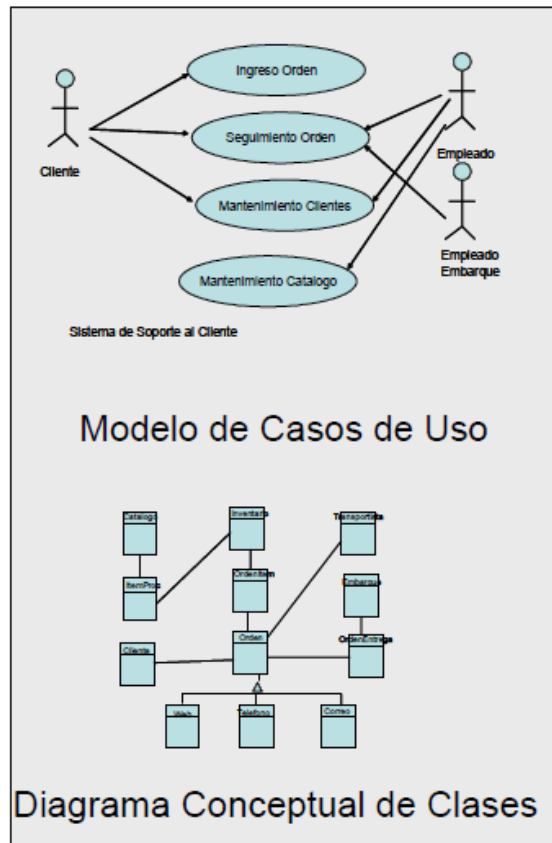 Ingreso Orden
Seguimiento Orden
Cliente
Empleado
Mantenimiento Clientes
Empleado
Embarque
Mantenimiento Catalogo
Sistema de Soporte al Cliente
Modelo de Casos de Uso
Catalogo
Inventario
Transportista
ItemProd
OrdenItem
Embarque
Cliente
Orden
OrdenEntrega
Web
Telefono
Correo
Diagrama Conceptual de Clases